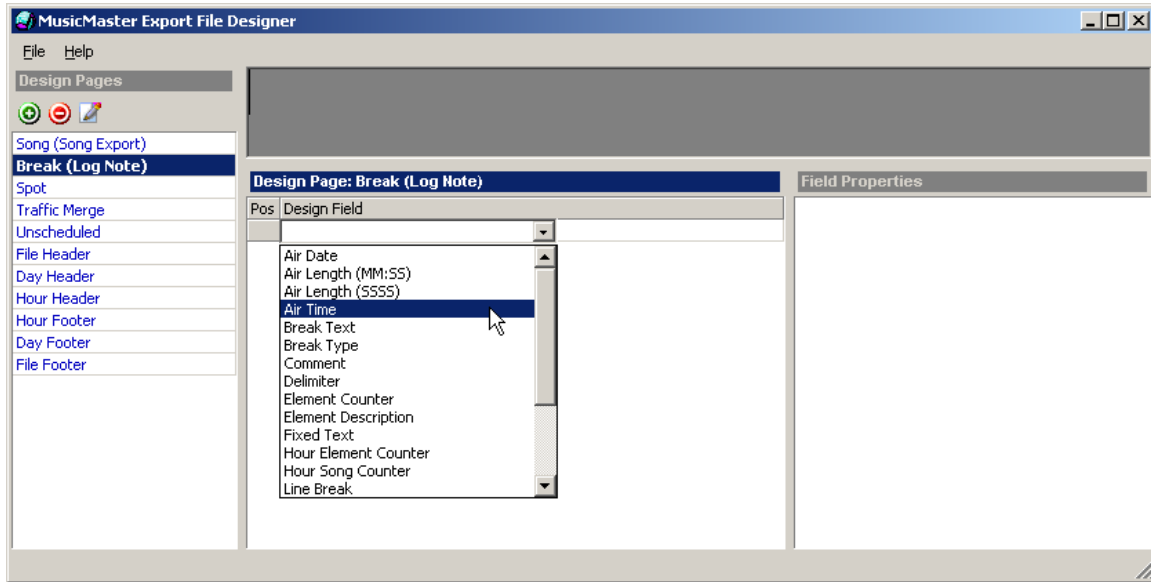 MusicMaster Export File Designer
File Help
Design Pages
Song (Song Export)
Break (Log Note)
Spot
Traffic Merge
Unscheduled
File Header
Day Header
Hour Header
Hour Footer
Day Footer
File Footer
Design Page: Break (Log Note)
Pos Design Field
Air Date
Air Length (MM:SS)
Air Length (SSSS)
Air Time
Break Text
Break Type
Comment
Delimiter
Element Counter
Element Description
Fixed Text
Hour Element Counter
Hour Song Counter
Line Break
Field Properties